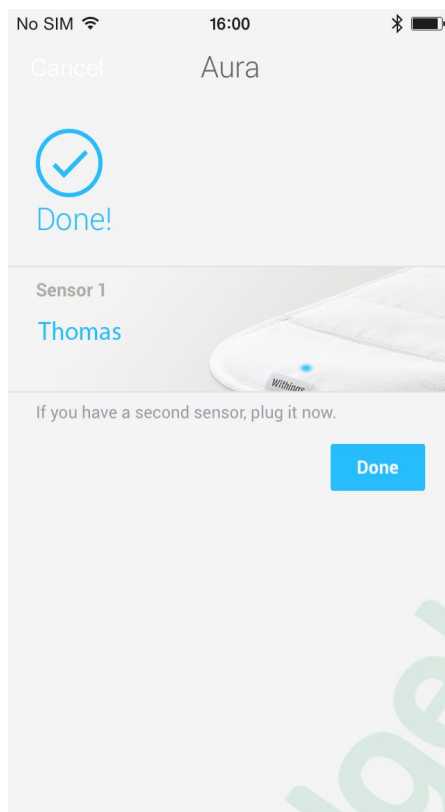 No SIM 16:00
Cancel Aura
Done!
Sensor 1
Thomas
Withings
If you have a second sensor, plug it now.
Done